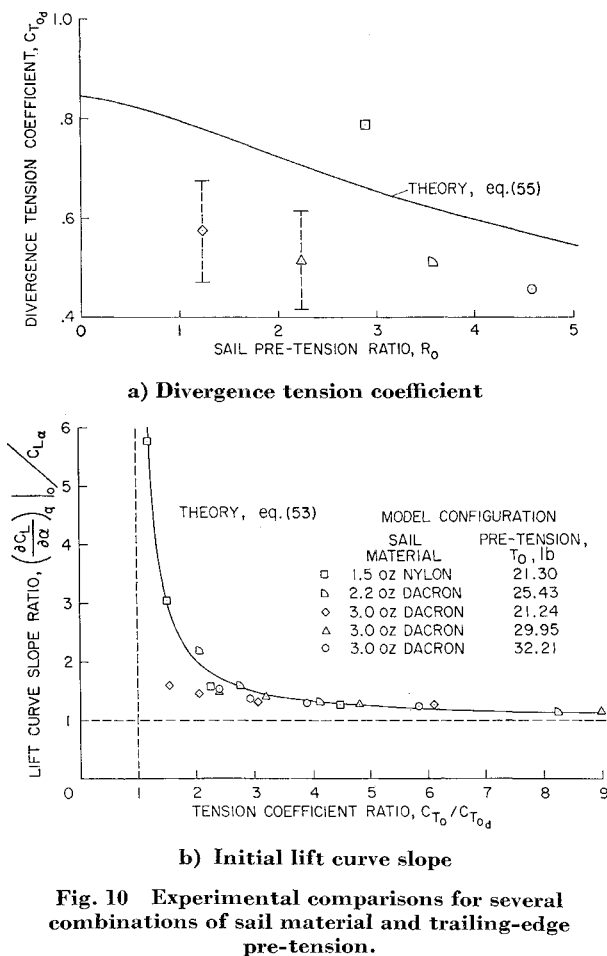 DIVERGENCE TENSION COEFFICIENT, C_{T_{O_d}}
1.0
.8
.6
.4
THEORY, eq.(55)
0 1 2 3 4 5
SAIL PRE-TENSION RATIO, R_O
a) Divergence tension coefficient
LIFT CURVE SLOPE RATIO, (∂C_L/∂α)_q|_O / C_{L_α}
6
5
4
3
2
1
0
THEORY, eq.(53)
MODEL CONFIGURATION
SAIL MATERIAL PRE-TENSION, T_O, lb
□ 1.5 oz NYLON 21.30
◺ 2.2 oz DACRON 25.43
◇ 3.0 oz DACRON 21.24
△ 3.0 oz DACRON 29.95
○ 3.0 oz DACRON 32.21
1 2 3 4 5 6 7 8 9
TENSION COEFFICIENT RATIO, C_{T_O}/C_{T_{O_d}}
b) Initial lift curve slope
Fig. 10 Experimental comparisons for several
combinations of sail material and trailing-edge
pre-tension.